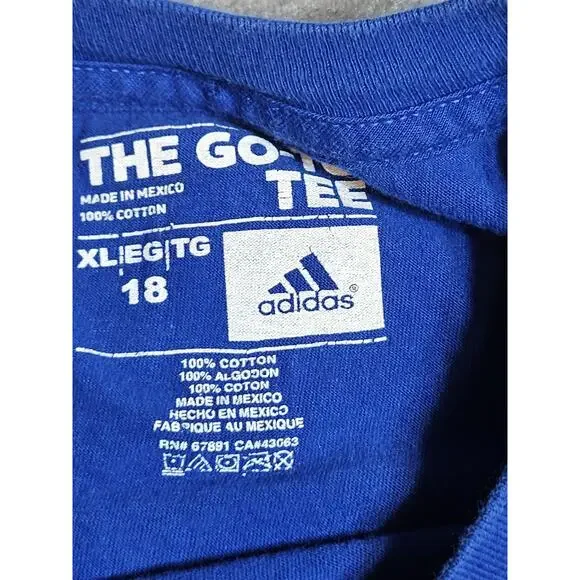 THE GO-TO
TEE
MADE IN MEXICO
100% COTTON
XL|EG|TG
18
adidas®
100% COTTON
100% ALGODON
100% COTON
MADE IN MEXICO
HECHO EN MEXICO
FABRIQUE AU MEXIQUE
RN# 67891 CA#43063